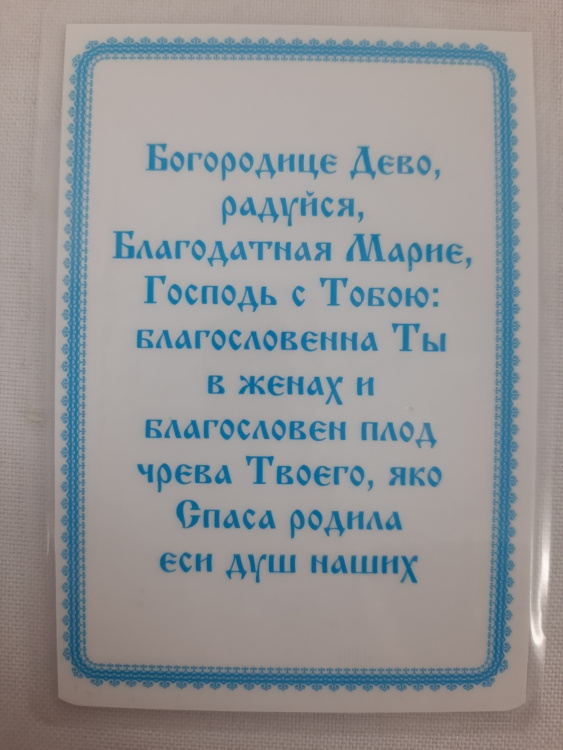 Богородице Дево,
радуйся,
Благодатная Марие,
Господь с Тобою:
благословенна Ты
в женах и
благословен плод
чрева Твоего, яко
Спаса родила
еси душ наших